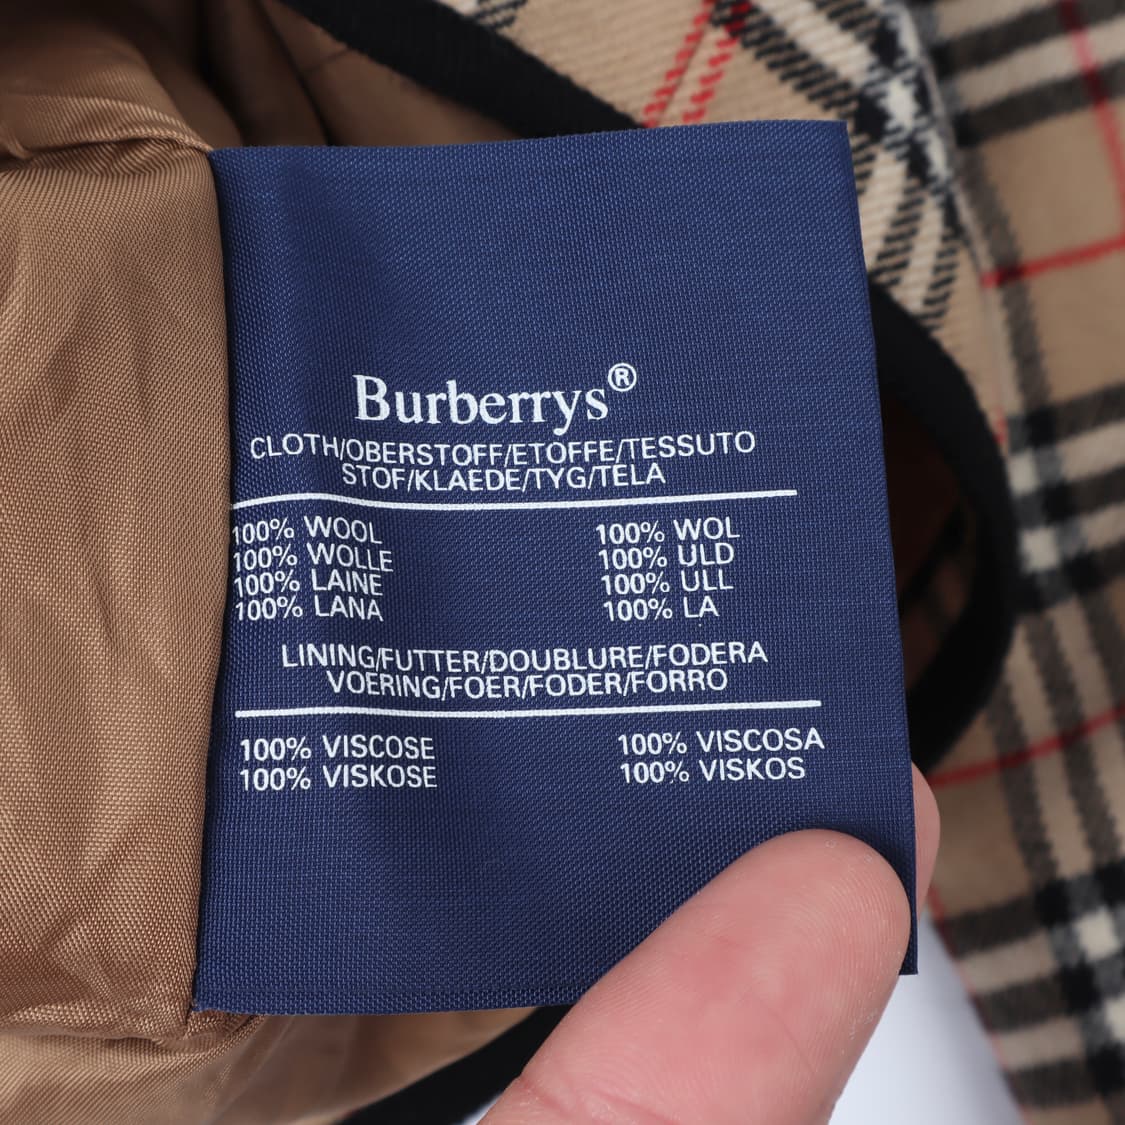 Burberrys®
CLOTH/OBERSTOFF/ETOFFE/TESSUTO
STOF/KLAEDE/TYG/TELA
100% WOOL 100% WOL
100% WOLLE 100% ULD
100% LAINE 100% ULL
100% LANA 100% LA
LINING/FUTTER/DOUBLURE/FODERA
VOERING/FOER/FODER/FORRO
100% VISCOSE 100% VISCOSA
100% VISKOSE 100% VISKOS